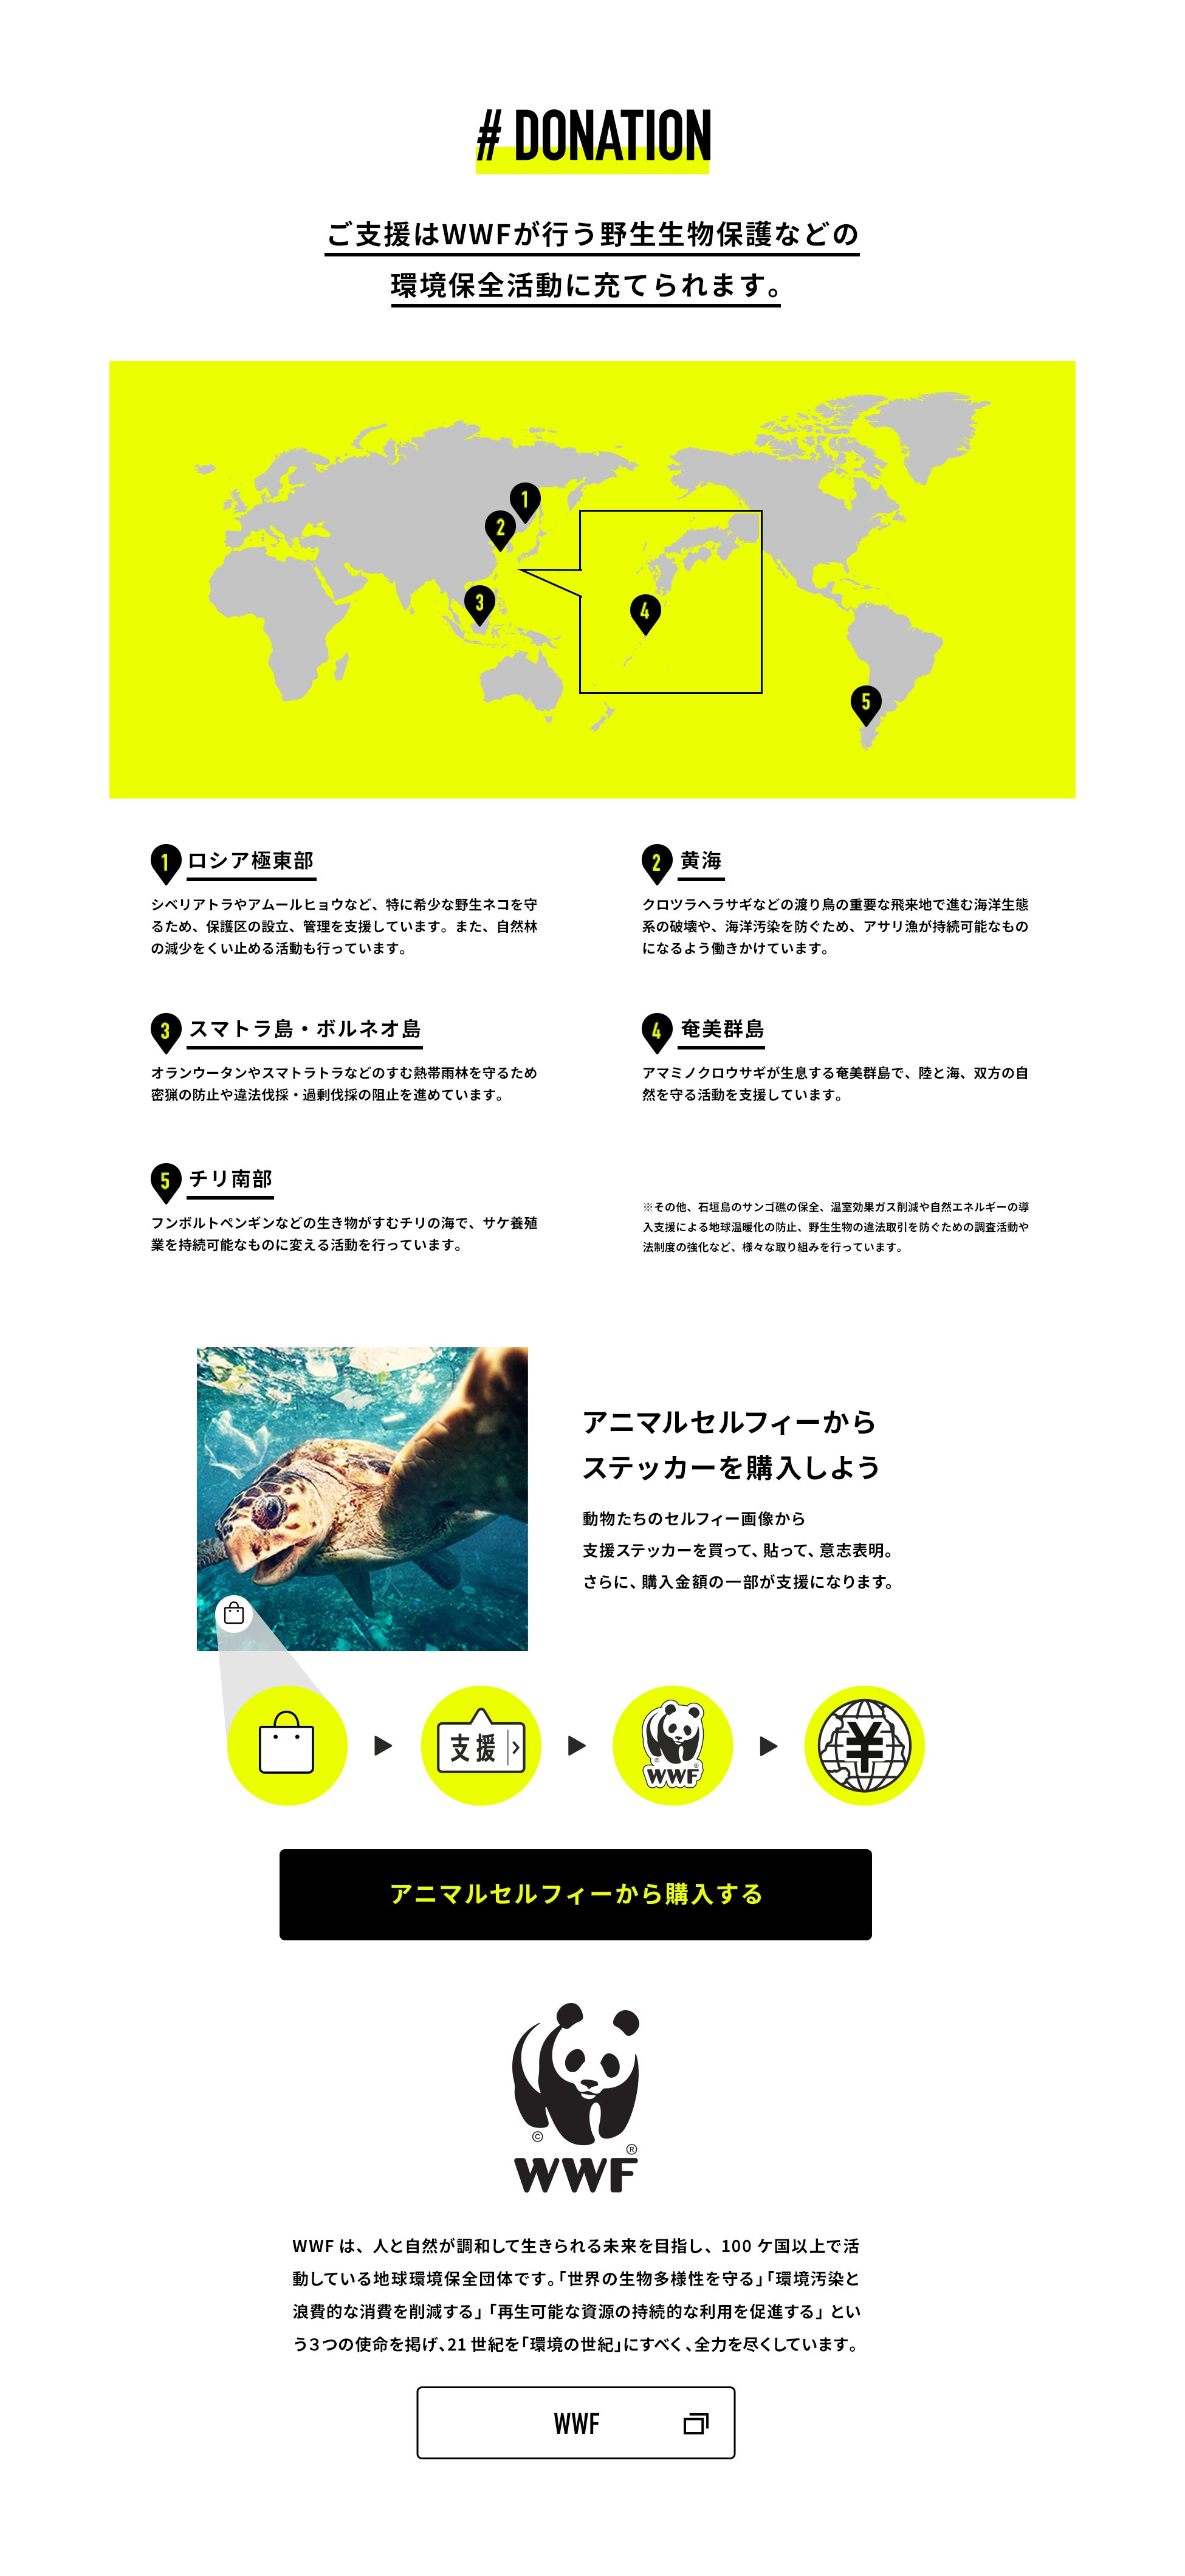 # DONATION
ご支援はWWFが行う野生生物保護などの
環境保全活動に充てられます。
1
2
3
4
5
1 ロシア極東部
シベリアトラやアムールヒョウなど、特に希少な野生ネコを守
るため、保護区の設立、管理を支援しています。また、自然林
の減少をくい止める活動も行っています。
2 黄海
クロツラヘラサギなどの渡り鳥の重要な飛来地で進む海洋生態
系の破壊や、海洋汚染を防ぐため、アサリ漁が持続可能なもの
になるよう働きかけています。
3 スマトラ島・ボルネオ島
オランウータンやスマトラトラなどのすむ熱帯雨林を守るため
密猟の防止や違法伐採・過剰伐採の阻止を進めています。
4 奄美群島
アマミノクロウサギが生息する奄美群島で、陸と海、双方の自
然を守る活動を支援しています。
5 チリ南部
フンボルトペンギンなどの生き物がすむチリの海で、サケ養殖
業を持続可能なものに変える活動を行っています。
※その他、石垣島のサンゴ礁の保全、温室効果ガス削減や自然エネルギーの導
入支援による地球温暖化の防止、野生生物の違法取引を防ぐための調査活動や
法制度の強化など、様々な取り組みを行っています。
アニマルセルフィーから
ステッカーを購入しよう
動物たちのセルフィー画像から
支援ステッカーを買って、貼って、意志表明。
さらに、購入金額の一部が支援になります。
支援
© ®
WWF
¥
アニマルセルフィーから購入する
© ®
WWF
WWF は、人と自然が調和して生きられる未来を目指し、100 ケ国以上で活
動している地球環境保全団体です。「世界の生物多様性を守る」「環境汚染と
浪費的な消費を削減する」「再生可能な資源の持続的な利用を促進する」とい
う３つの使命を掲げ、21 世紀を「環境の世紀」にすべく、全力を尽くしています。
WWF